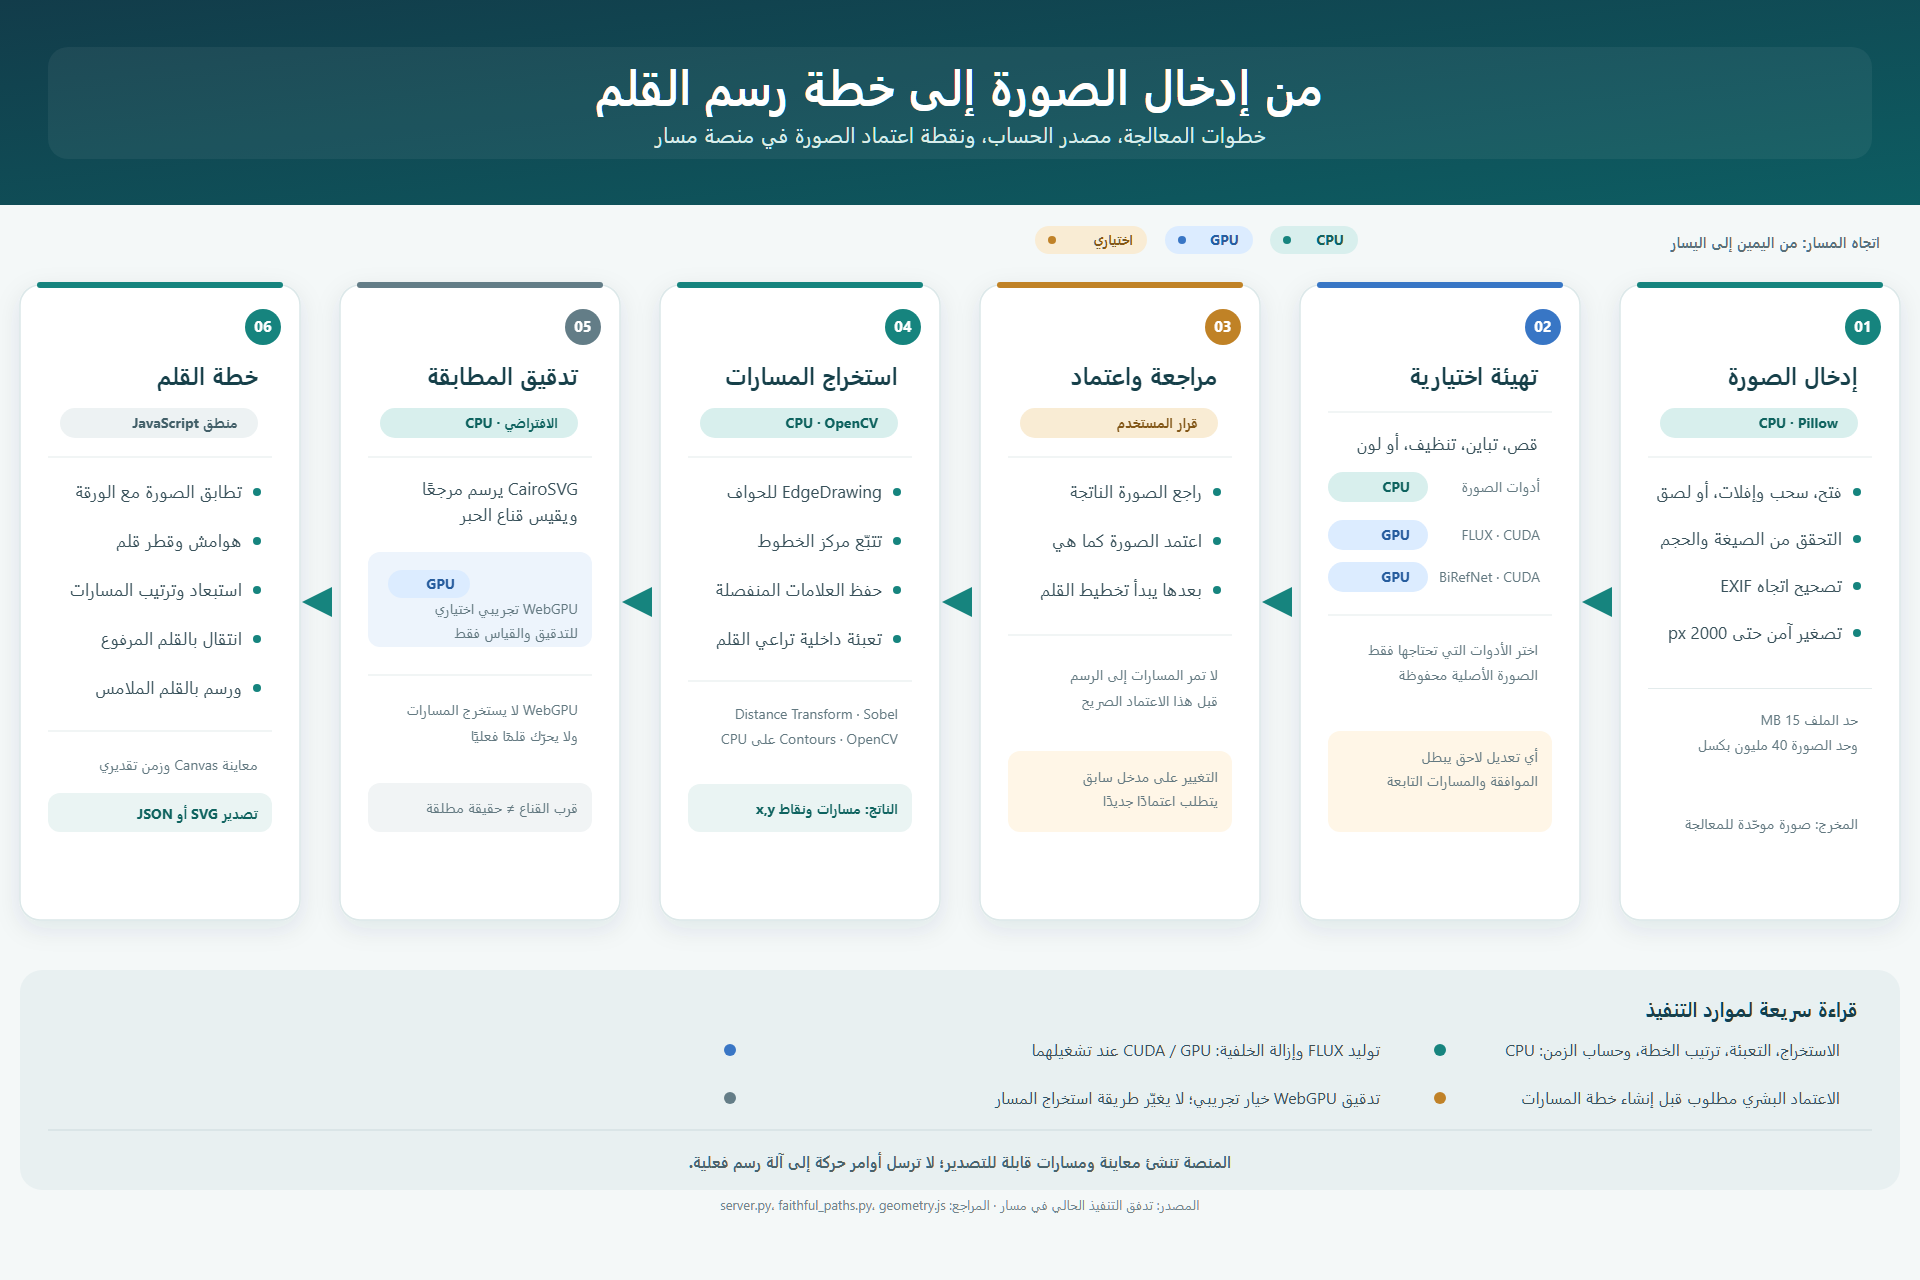 من إدخال الصورة إلى خطة رسم القلم
خطوات المعالجة، مصدر الحساب، ونقطة اعتماد الصورة في منصة مسار
اتجاه المسار: من اليمين إلى اليسار
CPU
GPU
اختياري
01
إدخال الصورة
CPU · Pillow
فتح، سحب وإفلات، أو لصق
التحقق من الصيغة والحجم
تصحيح اتجاه EXIF
تصغير آمن حتى 2000 px
حد الملف 15 MB
وحد الصورة 40 مليون بكسل
المخرج: صورة موحّدة للمعالجة
02
تهيئة اختيارية
قص، تباين، تنظيف، أو لون
أدوات الصورة CPU
FLUX · CUDA GPU
BiRefNet · CUDA GPU
اختر الأدوات التي تحتاجها فقط
الصورة الأصلية محفوظة
أي تعديل لاحق يبطل
الموافقة والمسارات التابعة
03
مراجعة واعتماد
قرار المستخدم
راجع الصورة الناتجة
اعتمد الصورة كما هي
بعدها يبدأ تخطيط القلم
لا تمر المسارات إلى الرسم
قبل هذا الاعتماد الصريح
التغيير على مدخل سابق
يتطلب اعتمادًا جديدًا
04
استخراج المسارات
CPU · OpenCV
EdgeDrawing للحواف
تتبّع مركز الخطوط
حفظ العلامات المنفصلة
تعبئة داخلية تراعي القلم
Distance Transform · Sobel
Contours · OpenCV على CPU
الناتج: مسارات ونقاط x,y
05
تدقيق المطابقة
الافتراضي · CPU
CairoSVG يرسم مرجعًا
ويقيس قناع الحبر
GPU
WebGPU تجريبي اختياري
للتدقيق والقياس فقط
WebGPU لا يستخرج المسارات
ولا يحرّك قلمًا فعليًا
قرب القناع ≠ حقيقة مطلقة
06
خطة القلم
منطق JavaScript
تطابق الصورة مع الورقة
هوامش وقطر قلم
استبعاد وترتيب المسارات
انتقال بالقلم المرفوع
ورسم بالقلم الملامس
معاينة Canvas وزمن تقديري
تصدير SVG أو JSON
قراءة سريعة لموارد التنفيذ
الاستخراج، التعبئة، ترتيب الخطة، وحساب الزمن: CPU
توليد FLUX وإزالة الخلفية: CUDA / GPU عند تشغيلهما
الاعتماد البشري مطلوب قبل إنشاء خطة المسارات
تدقيق WebGPU خيار تجريبي؛ لا يغيّر طريقة استخراج المسار
المنصة تنشئ معاينة ومسارات قابلة للتصدير؛ لا ترسل أوامر حركة إلى آلة رسم فعلية.
المصدر: تدفق التنفيذ الحالي في مسار · المراجع: server.py، faithful_paths.py، geometry.js